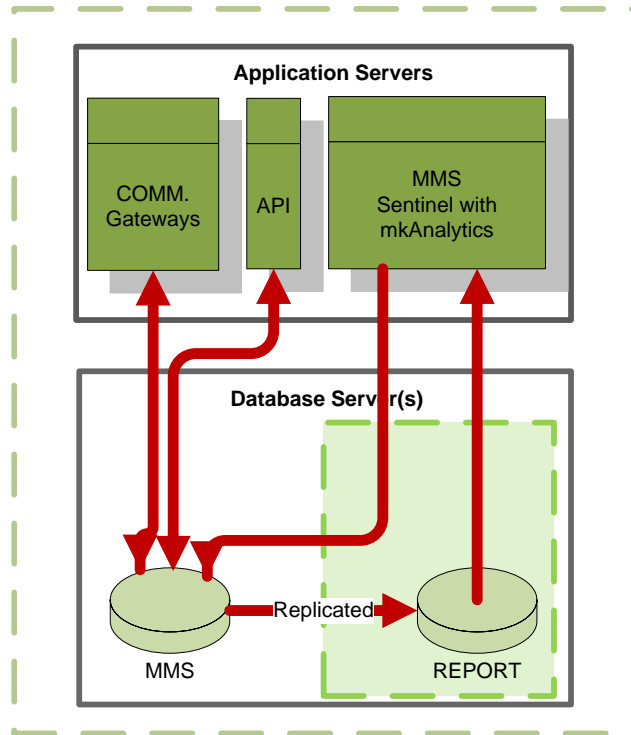 Application Servers
COMM.
Gateways
API
MMS
Sentinel with
mkAnalytics
Database Server(s)
Replicated
MMS
REPORT